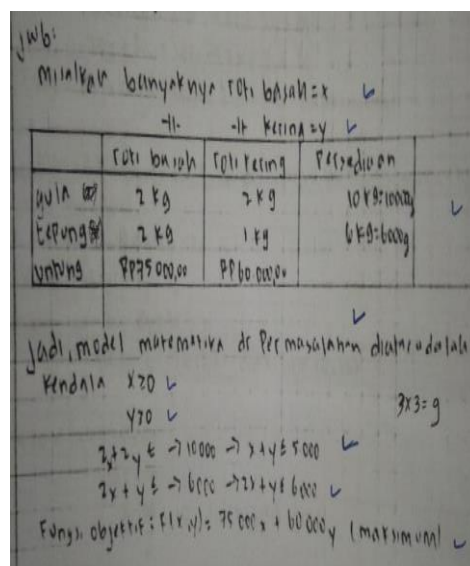 jwb:
misalkan banyaknya roti basah = x
-11- -11- kering = y
roti basah roti kering Persediaan
gula 2 kg 2 kg 10 kg = 10000g
tepung 2 kg 1 kg 6 kg = 6000g
untung RP75 000,00 RP60.000,00
Jadi, model matematika dr Permasalahan diatas adalah
Kendala x ≥ 0
y ≥ 0
3x3 = 9
2x + 2y ≤ → 10000 → x + y ≤ 5000
2x + y ≤ → 6000 → 2x + y ≤ 6000
Fungsi objektif : F(x,y) = 75 000x + 60 000y (maksimum)